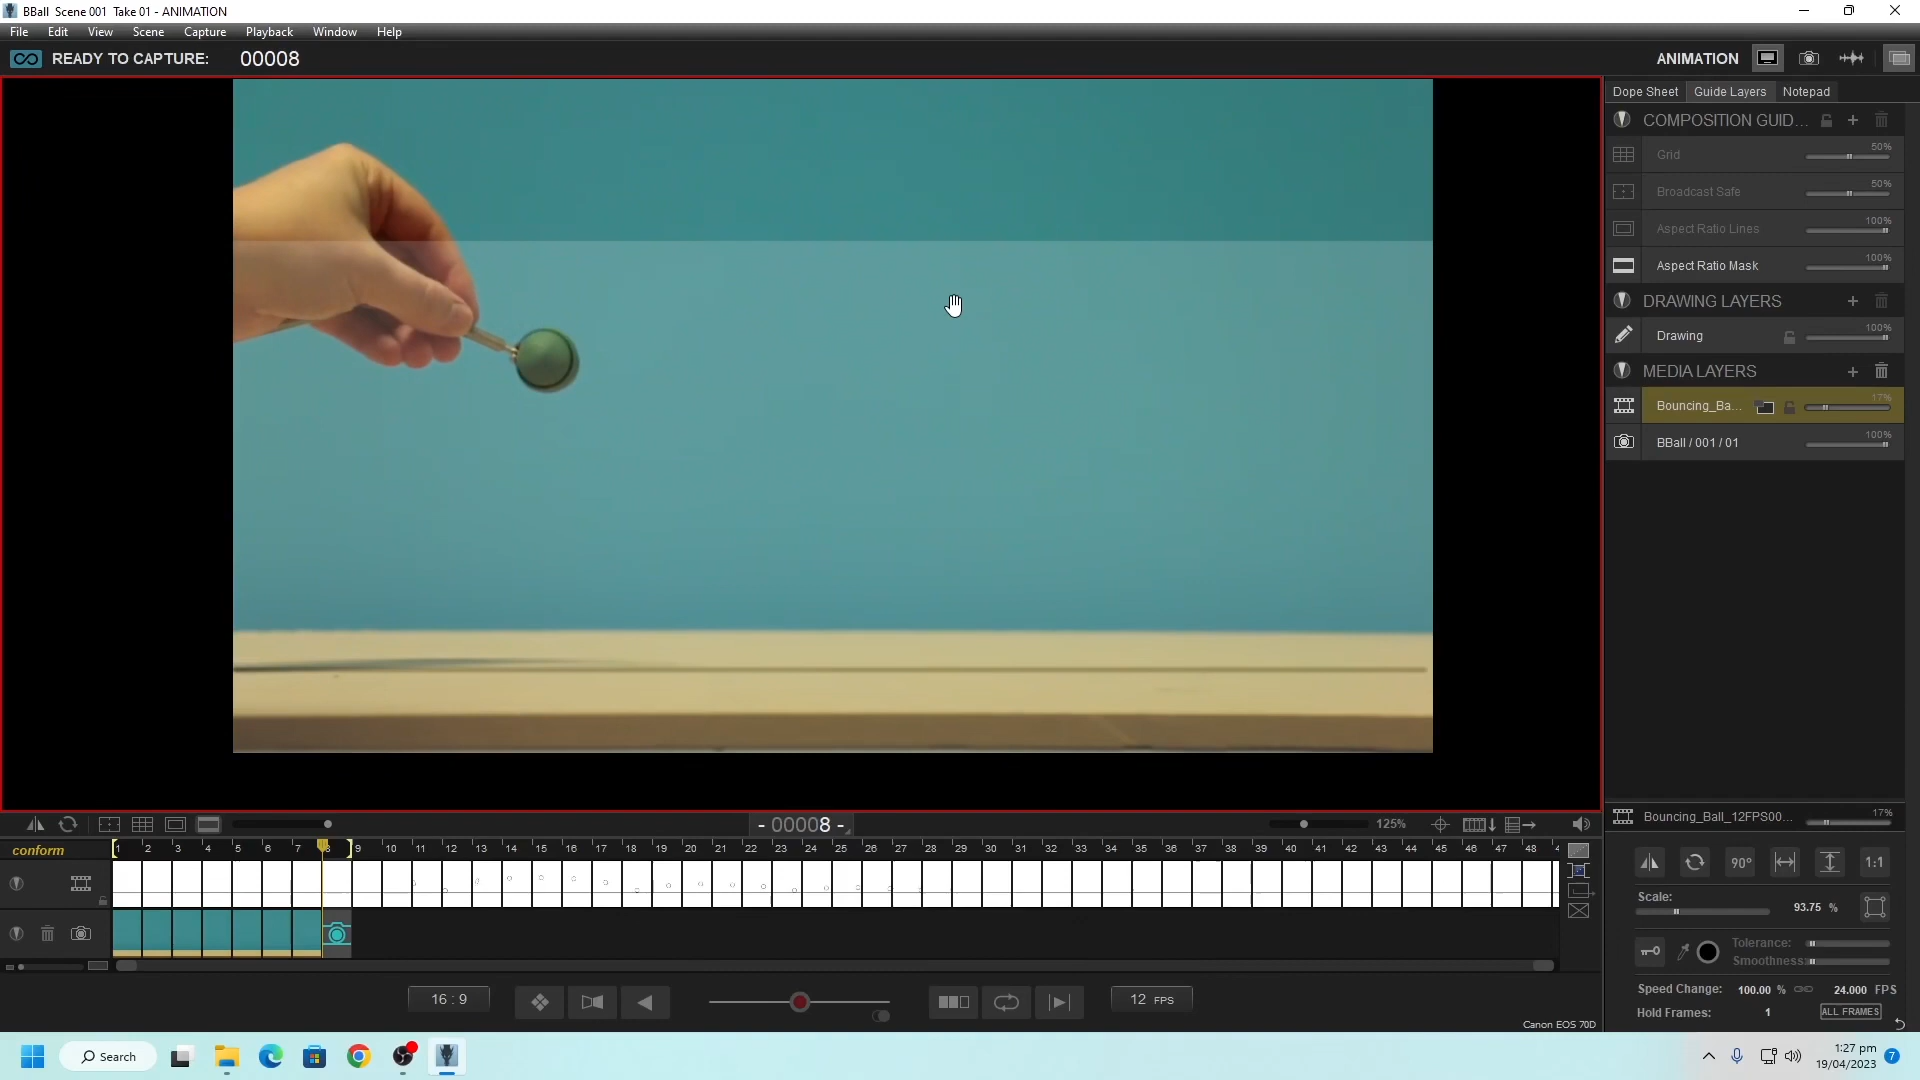 BBall  Scene 001  Take 01 - ANIMATION
File Edit View Scene Capture Playback Window Help
READY TO CAPTURE: 00008
ANIMATION
Dope Sheet Guide Layers Notepad
COMPOSITION GUID...
Grid 50%
Broadcast Safe 50%
Aspect Ratio Lines 100%
Aspect Ratio Mask 100%
DRAWING LAYERS
Drawing 100%
MEDIA LAYERS
Bouncing_Ba... 17%
BBall / 001 / 01 100%
- 00008 -
125%
Bouncing_Ball_12FPS00... 17%
conform
1 2 3 4 5 6 7 8 9 10 11 12 13 14 15 16 17 18 19 20 21 22 23 24 25 26 27 28 29 30 31 32 33 34 35 36 37 38 39 40 41 42 43 44 45 46 47 48
90°
1:1
Scale: 93.75 %
Tolerance:
Smoothness:
Speed Change: 100.00 % 24.000 FPS
Hold Frames: 1 ALL FRAMES
16 : 9
12 FPS
Canon EOS 70D
Search
1:27 pm
19/04/2023
7